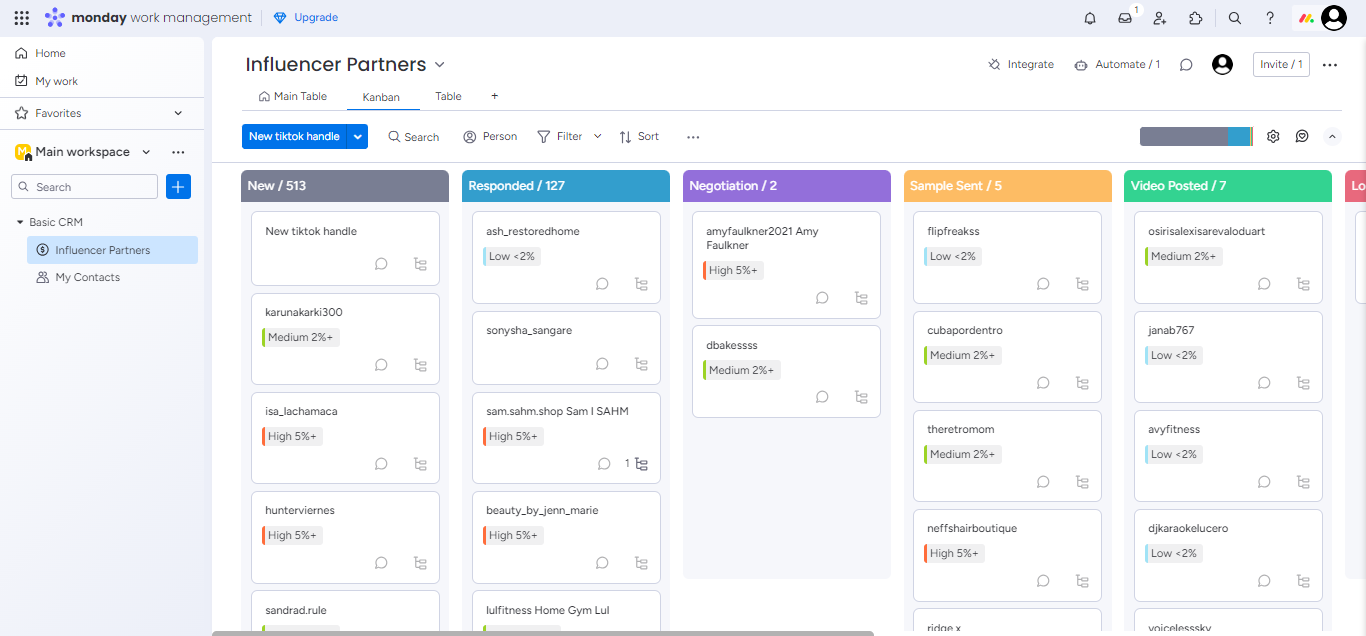 monday work management
Upgrade
1
Home
My work
Favorites
Main workspace
Search
Basic CRM
Influencer Partners
My Contacts
Influencer Partners
Integrate
Automate / 1
Invite / 1
Main Table
Kanban
Table
+
New tiktok handle
Search
Person
Filter
Sort
New / 513
New tiktok handle
karunakarki300
Medium 2%+
isa_lachamaca
High 5%+
hunterviernes
High 5%+
sandrad.rule
Responded / 127
ash_restoredhome
Low <2%
sonysha_sangare
sam.sahm.shop Sam I SAHM
High 5%+
1
beauty_by_jenn_marie
High 5%+
lulfitness Home Gym Lul
Negotiation / 2
amyfaulkner2021 Amy
Faulkner
High 5%+
dbakessss
Medium 2%+
Sample Sent / 5
flipfreakss
Low <2%
cubapordentro
Medium 2%+
theretromom
Medium 2%+
neffshairboutique
High 5%+
ridge.x
Video Posted / 7
osirisalexisarevaloduart
Medium 2%+
janab767
Low <2%
avyfitness
Low <2%
djkaraokelucero
Low <2%
voicelesssky
Lo